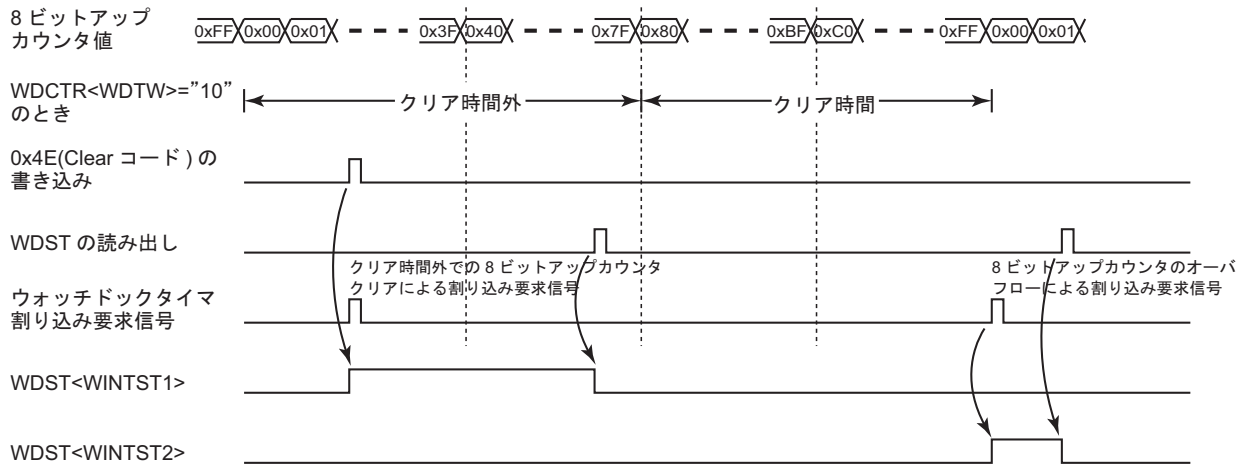 8 ビットアップ
カウンタ値
0xFF 0x00 0x01 0x3F 0x40 0x7F 0x80 0xBF 0xC0 0xFF 0x00 0x01
WDCTR<WDTW>="10"
のとき
クリア時間外
クリア時間
0x4E(Clear コード ) の
書き込み
WDST の読み出し
クリア時間外での 8 ビットアップカウンタ
クリアによる割り込み要求信号
8 ビットアップカウンタのオーバ
フローによる割り込み要求信号
ウォッチドックタイマ
割り込み要求信号
WDST<WINTST1>
WDST<WINTST2>